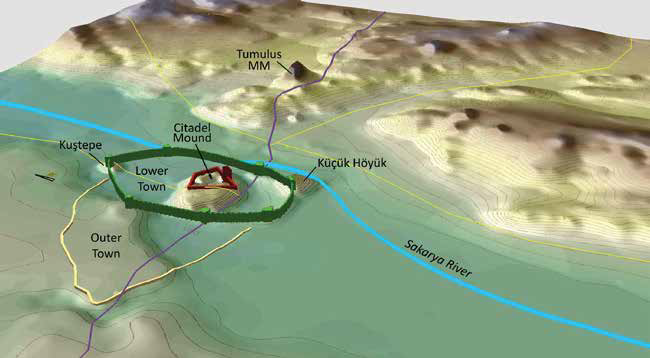 Tumulus
MM
Citadel
Mound
Kuştepe
Lower
Town
Küçük Höyük
Outer
Town
Sakarya River